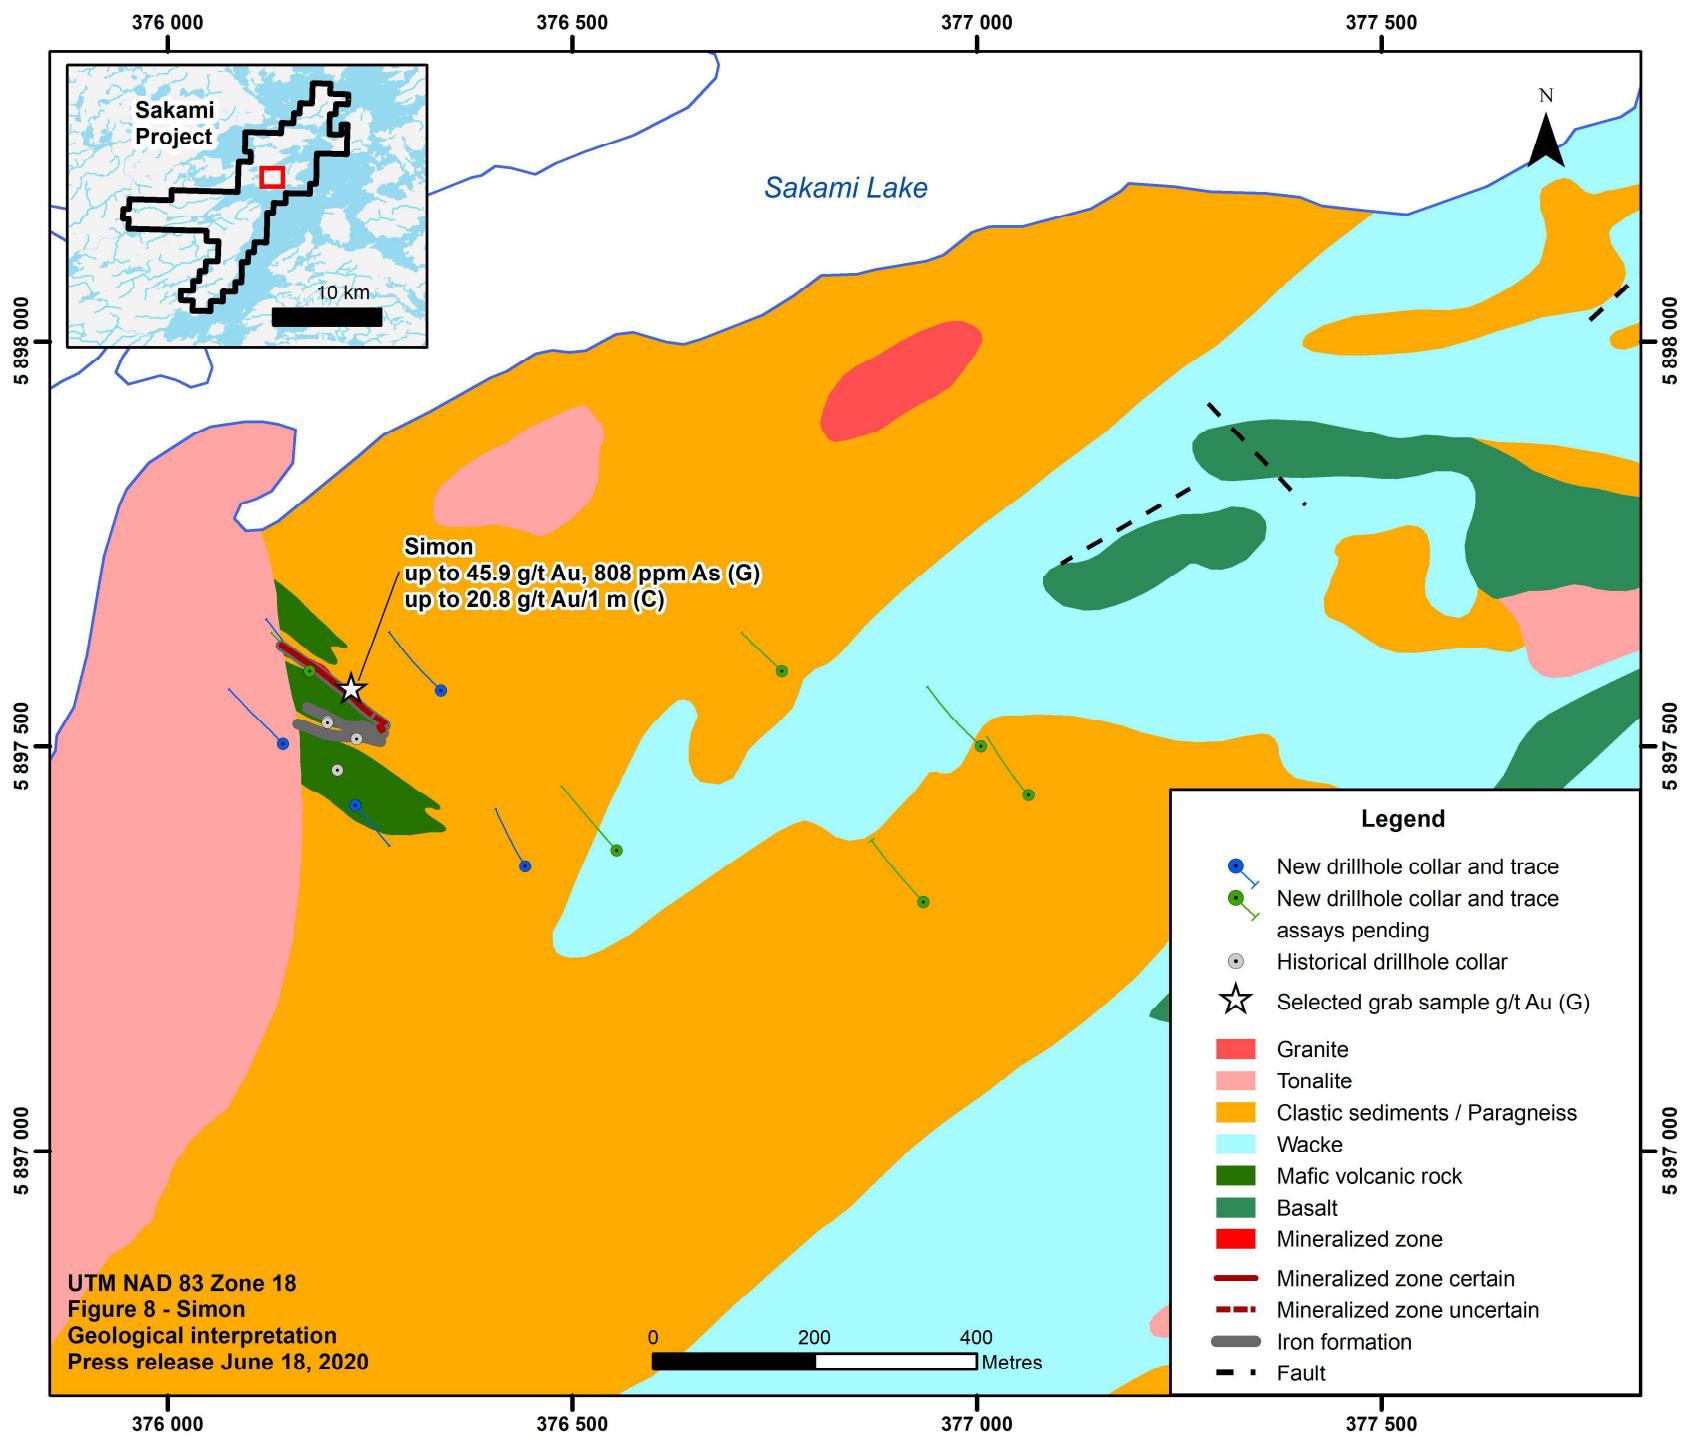 376 000
376 500
377 000
377 500
Sakami
Project
10 km
N
Sakami Lake
5 898 000
5 898 000
Simon
up to 45.9 g/t Au, 808 ppm As (G)
up to 20.8 g/t Au/1 m (C)
5 897 500
5 897 500
Legend
New drillhole collar and trace
New drillhole collar and trace
assays pending
Historical drillhole collar
Selected grab sample g/t Au (G)
Granite
Tonalite
Clastic sediments / Paragneiss
Wacke
Mafic volcanic rock
Basalt
Mineralized zone
Mineralized zone certain
Mineralized zone uncertain
Iron formation
Fault
5 897 000
5 897 000
UTM NAD 83 Zone 18
Figure 8 - Simon
Geological interpretation
Press release June 18, 2020
0 200 400
Metres
376 000
376 500
377 000
377 500